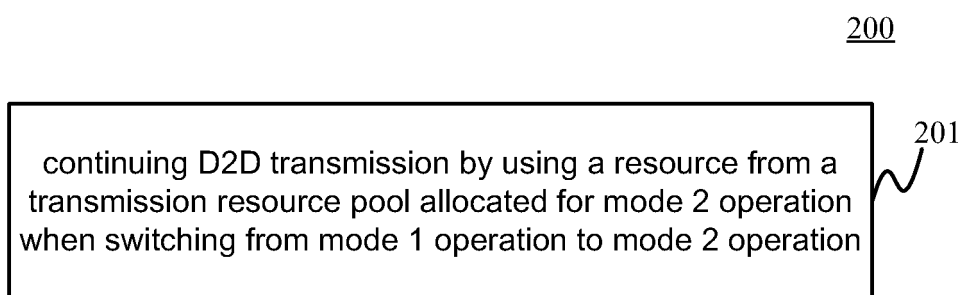 200
201
continuing D2D transmission by using a resource from a
transmission resource pool allocated for mode 2 operation
when switching from mode 1 operation to mode 2 operation